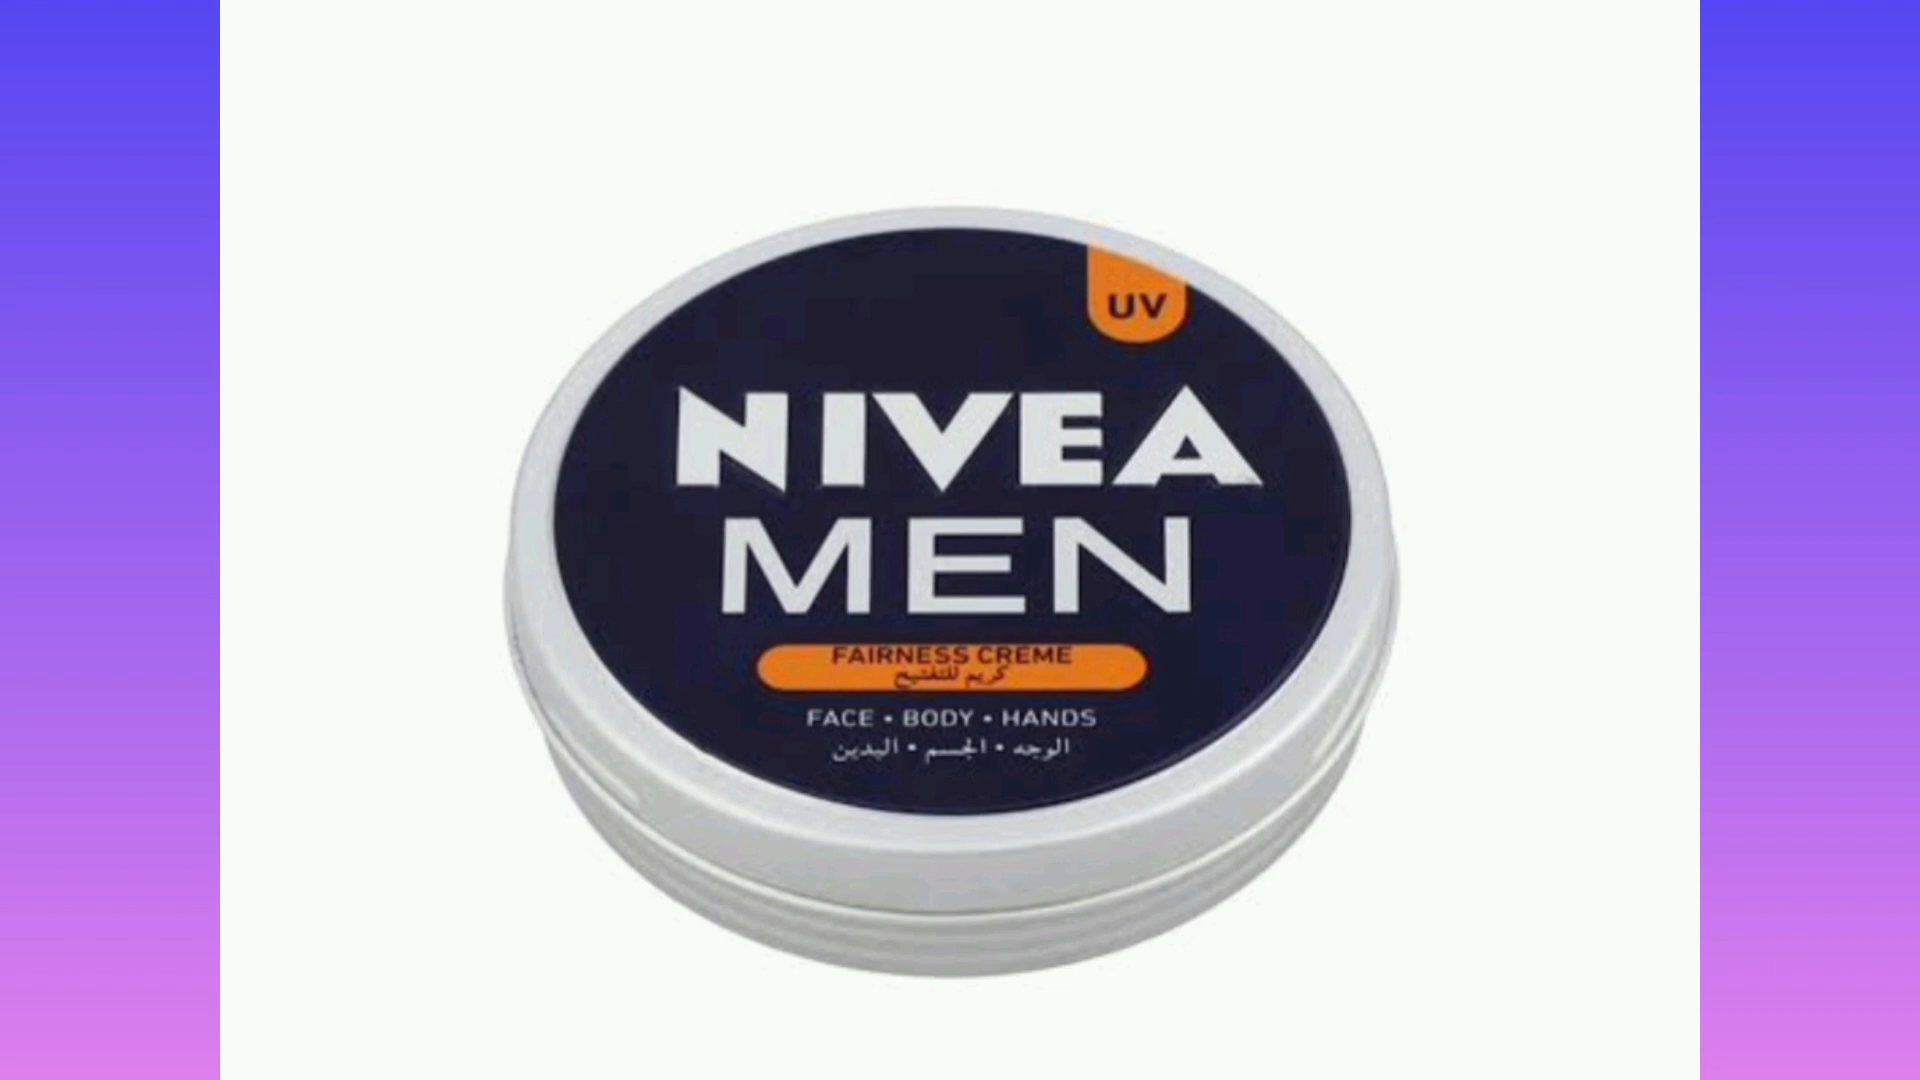 UV
NIVEA
MEN
FAIRNESS CREME
كريم للتفتيح
FACE • BODY • HANDS
الوجه • الجسم • اليدين